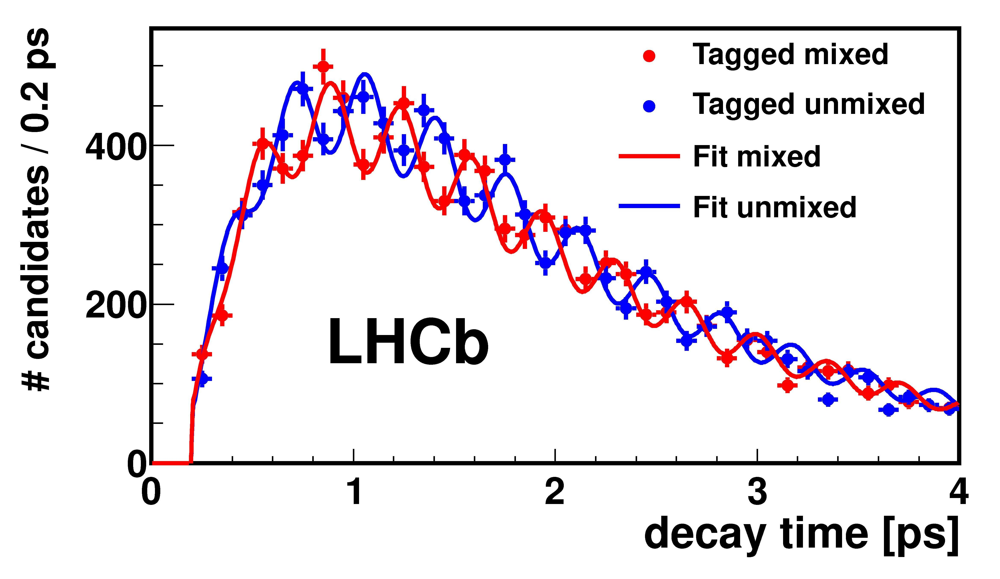 # candidates / 0.2 ps
Tagged mixed
Tagged unmixed
Fit mixed
Fit unmixed
400
200
0
LHCb
0 1 2 3 4
decay time [ps]